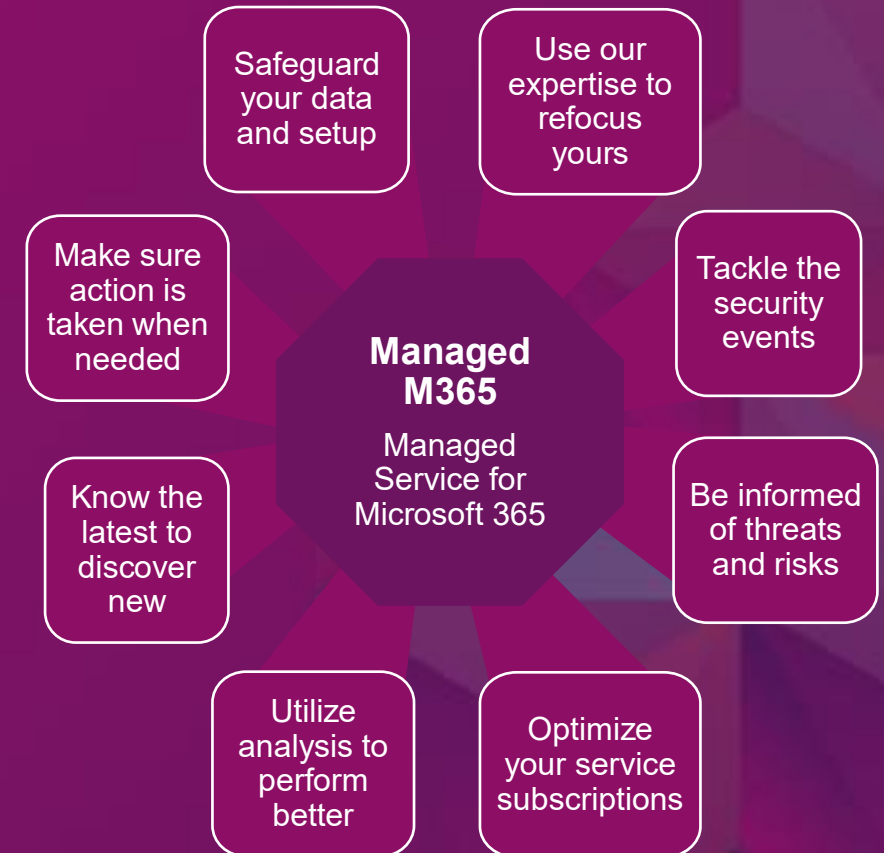 Safeguard
your data
and setup
Use our
expertise to
refocus
yours
Make sure
action is
taken when
needed
Tackle the
security
events
Managed
M365
Managed
Service for
Microsoft 365
Know the
latest to
discover
new
Be informed
of threats
and risks
Utilize
analysis to
perform
better
Optimize
your service
subscriptions